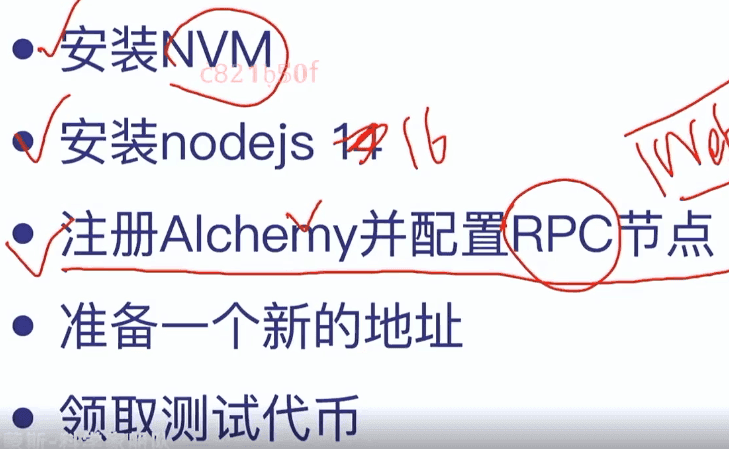 安装NVM
c821b50f
安装nodejs 14 16
Web
注册Alchemy并配置RPC节点
准备一个新的地址
领取测试代币